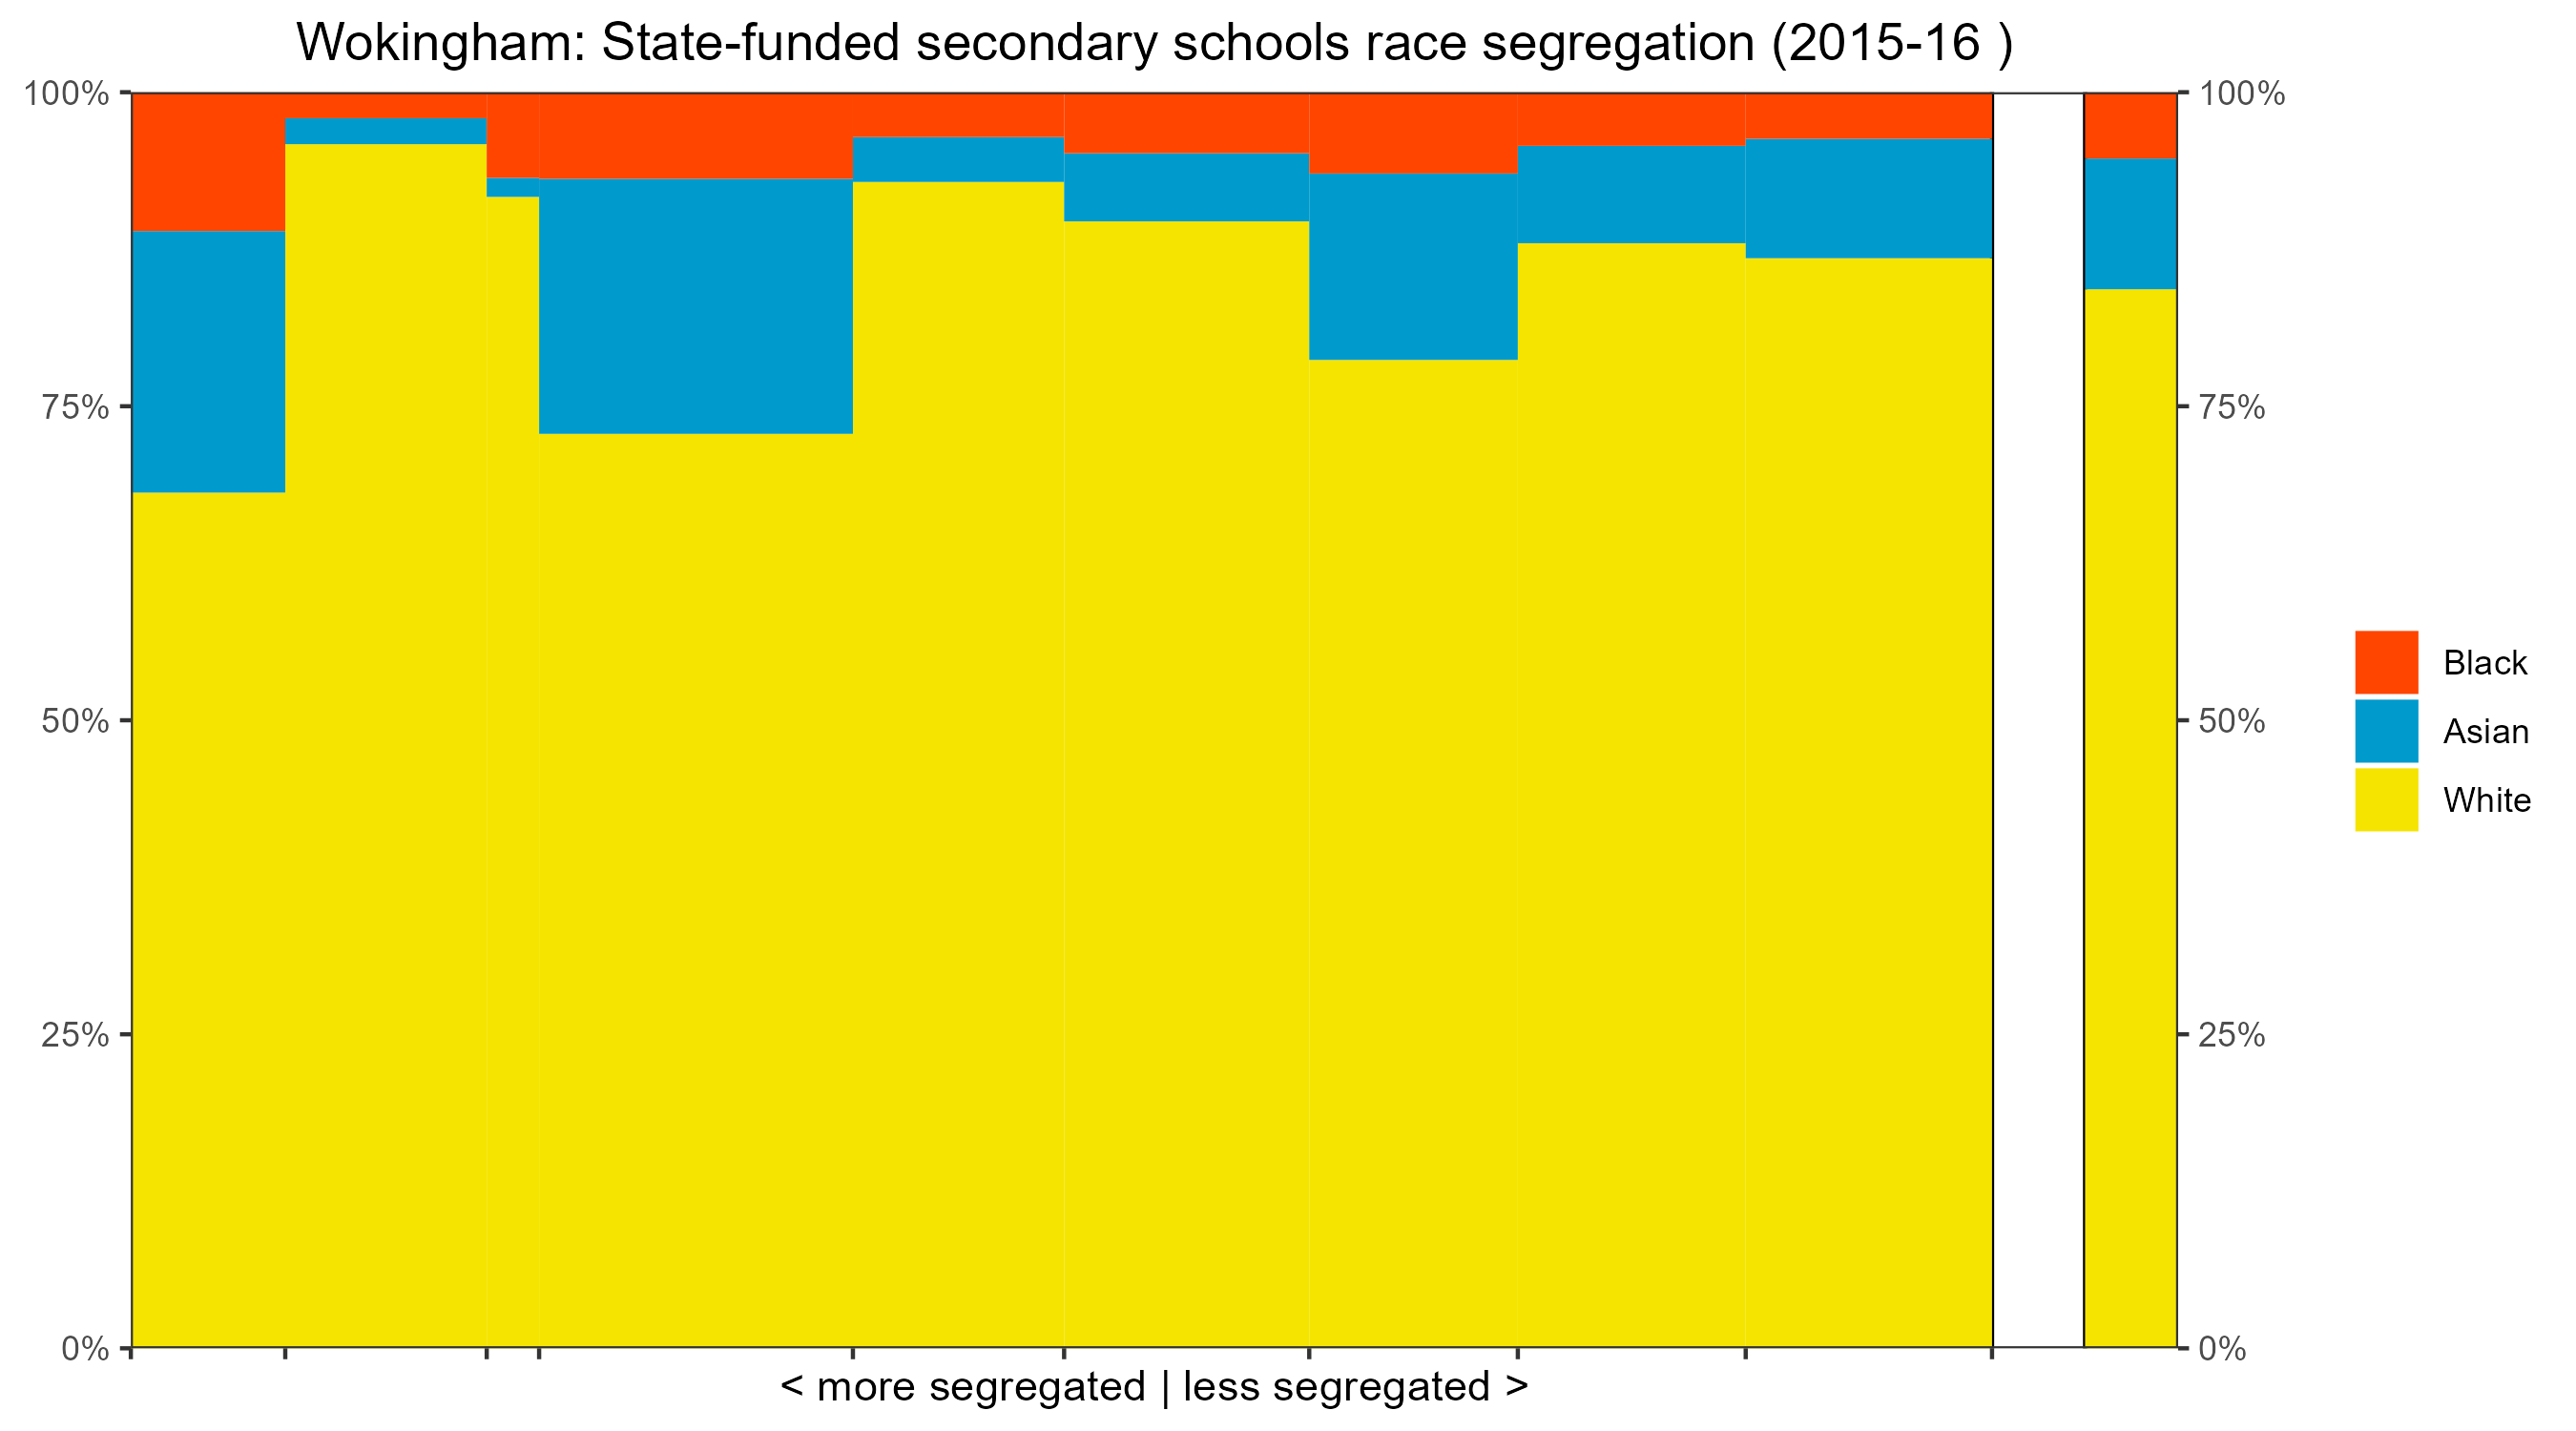 Wokingham: State-funded secondary schools race segregation (2015-16 )
100%
75%
50%
25%
0%
100%
75%
50%
25%
0%
Black
Asian
White
< more segregated | less segregated >